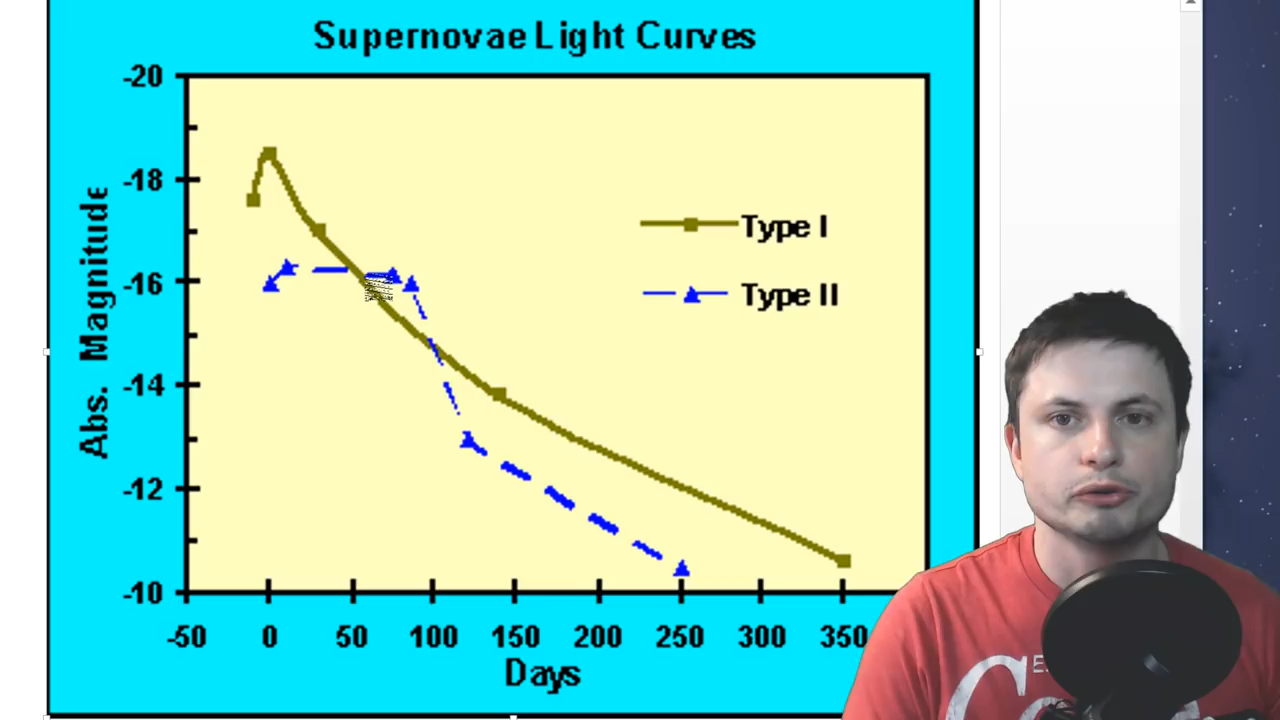 Supernovae Light Curves
-20
-18
-16
-14
-12
-10
Abs. Magnitude
Type I
Type II
-50 0 50 100 150 200 250 300 350
Days